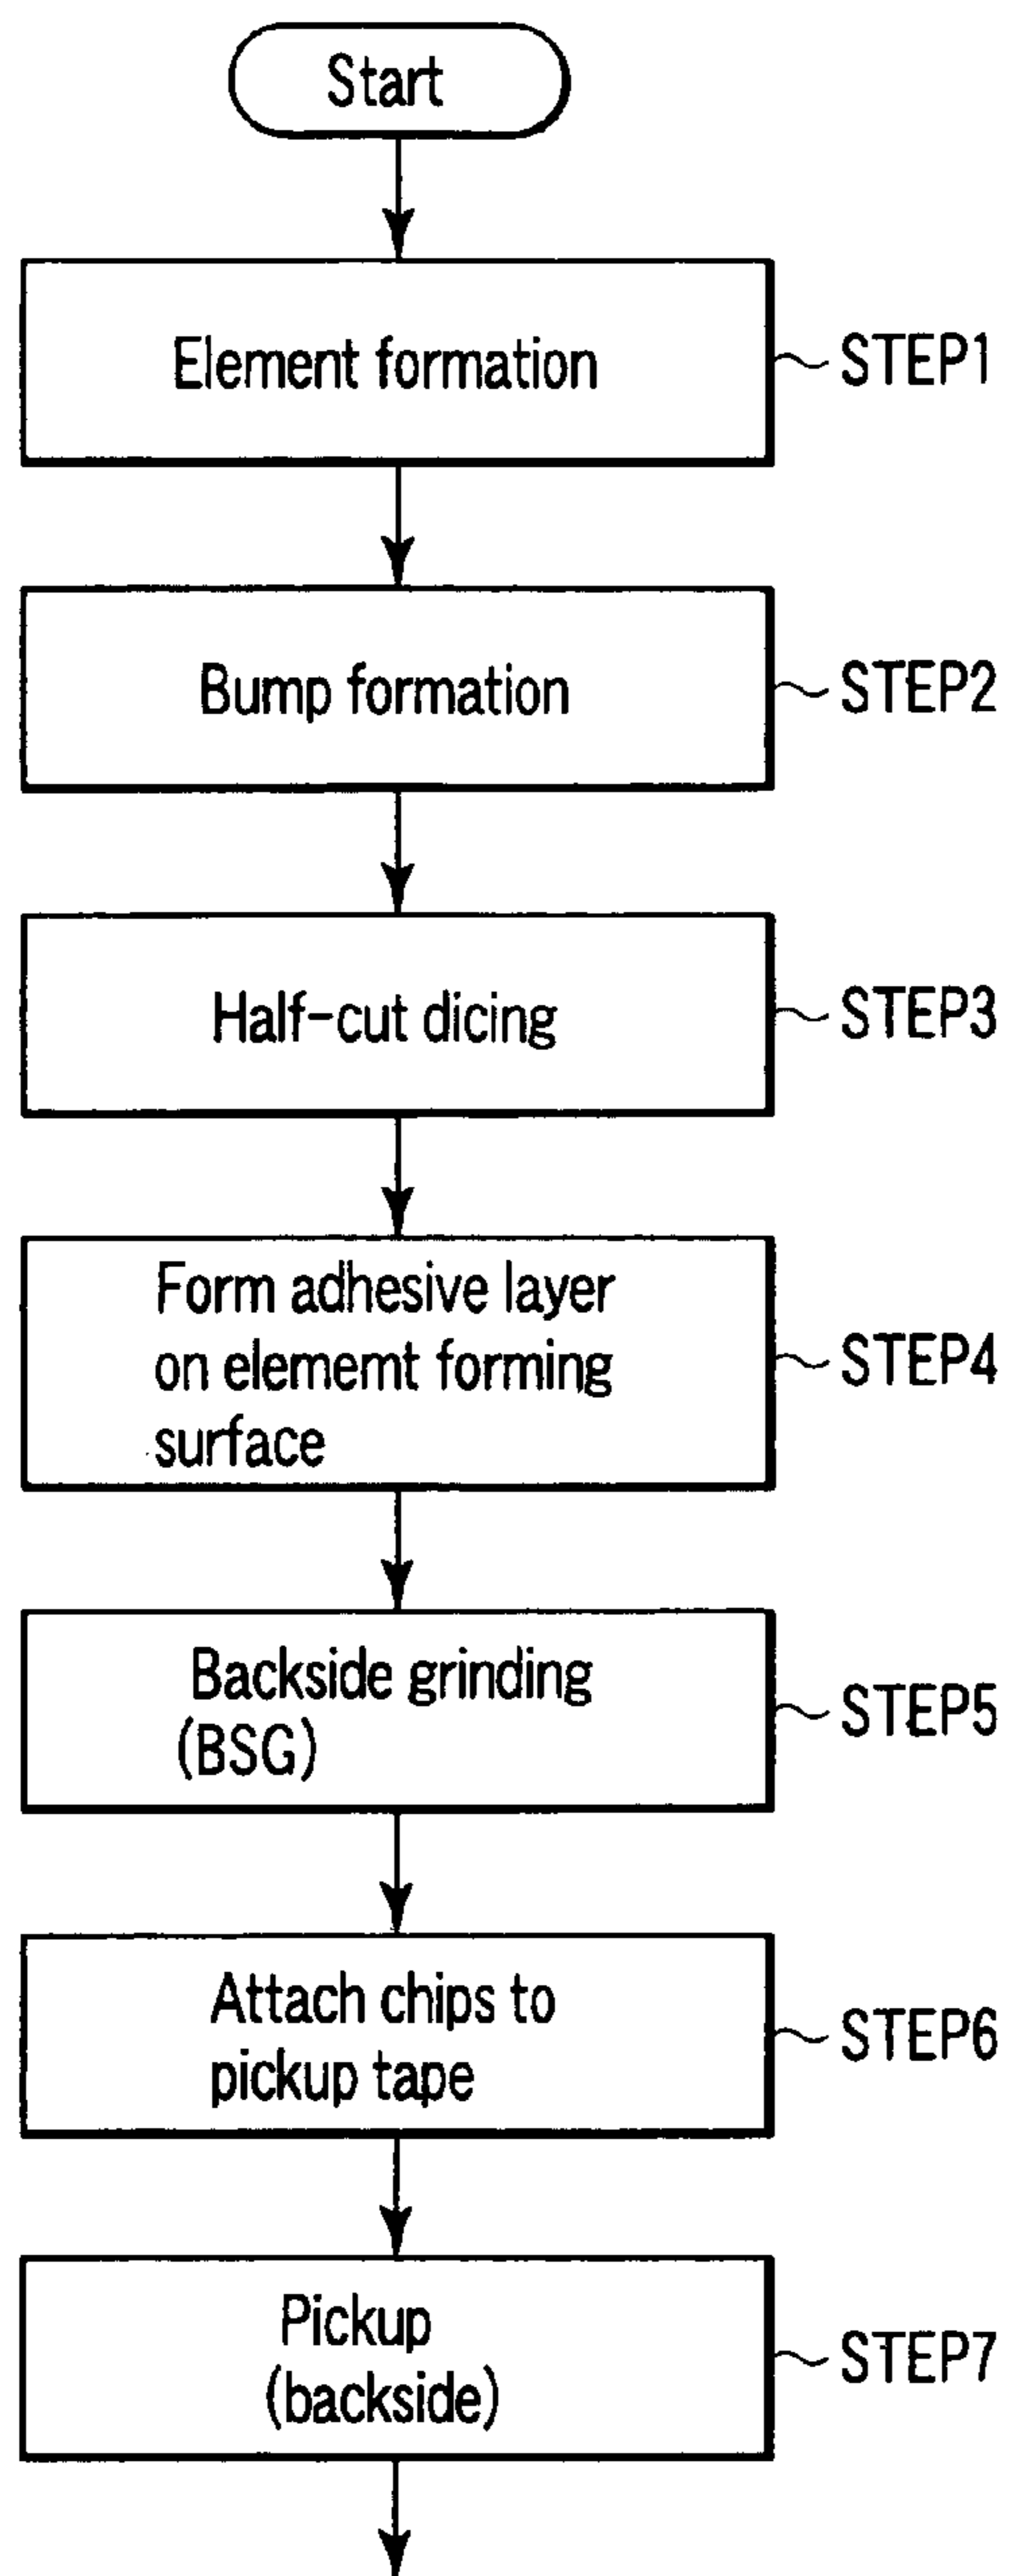 Start
Element formation
STEP1
Bump formation
STEP2
Half-cut dicing
STEP3
Form adhesive layer
on elememt forming
surface
STEP4
Backside grinding
(BSG)
STEP5
Attach chips to
pickup tape
STEP6
Pickup
(backside)
STEP7